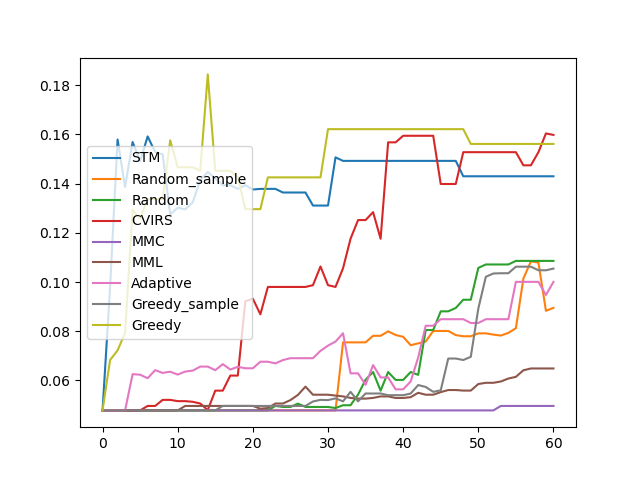 0.18
0.16
0.14
0.12
0.10
0.08
0.06
STM
Random_sample
Random
CVIRS
MMC
MML
Adaptive
Greedy_sample
Greedy
0 10 20 30 40 50 60